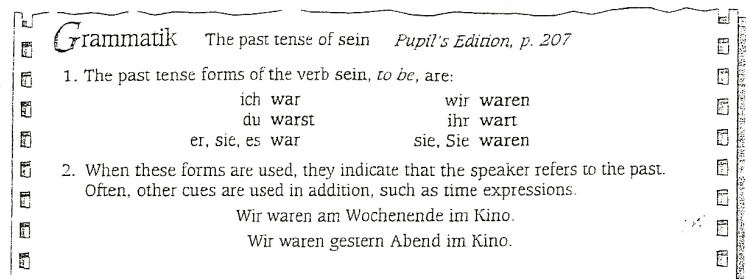 Grammatik The past tense of sein Pupil's Edition, p. 207
1. The past tense forms of the verb sein, to be, are:
ich war wir waren
du warst ihr wart
er, sie, es war sie, Sie waren
2. When these forms are used, they indicate that the speaker refers to the past.
Often, other cues are used in addition, such as time expressions.
Wir waren am Wochenende im Kino.
Wir waren gestern Abend im Kino.